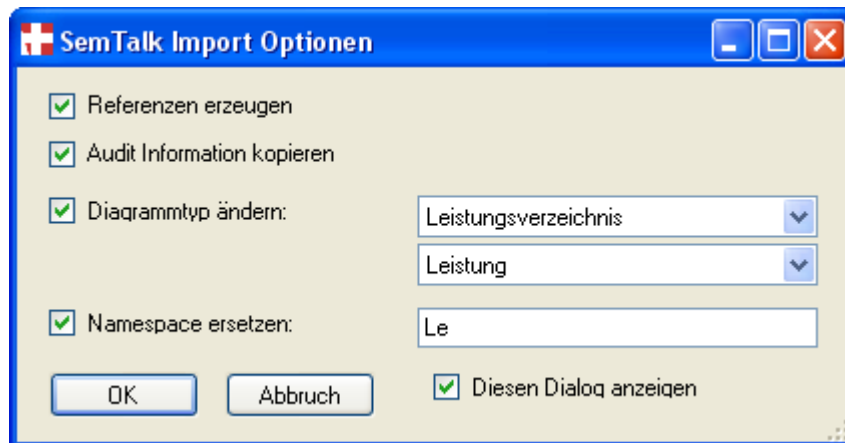 SemTalk Import Optionen
Referenzen erzeugen
Audit Information kopieren
Diagrammtyp ändern:
Leistungsverzeichnis
Leistung
Namespace ersetzen:
Le
OK
Abbruch
Diesen Dialog anzeigen